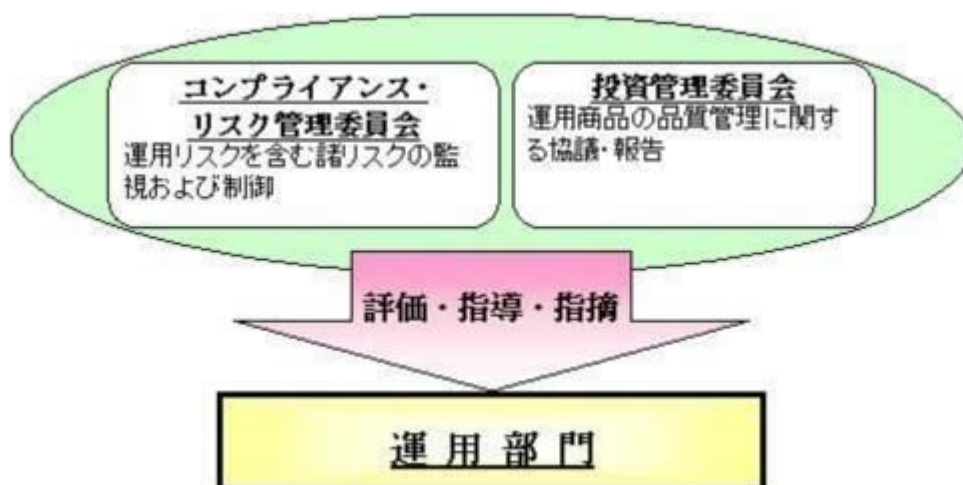 コンプライアンス・
リスク管理委員会
運用リスクを含む諸リスクの監
視および制御
投資管理委員会
運用商品の品質管理に関す
る協議・報告
評価・指導・指摘
運用部門